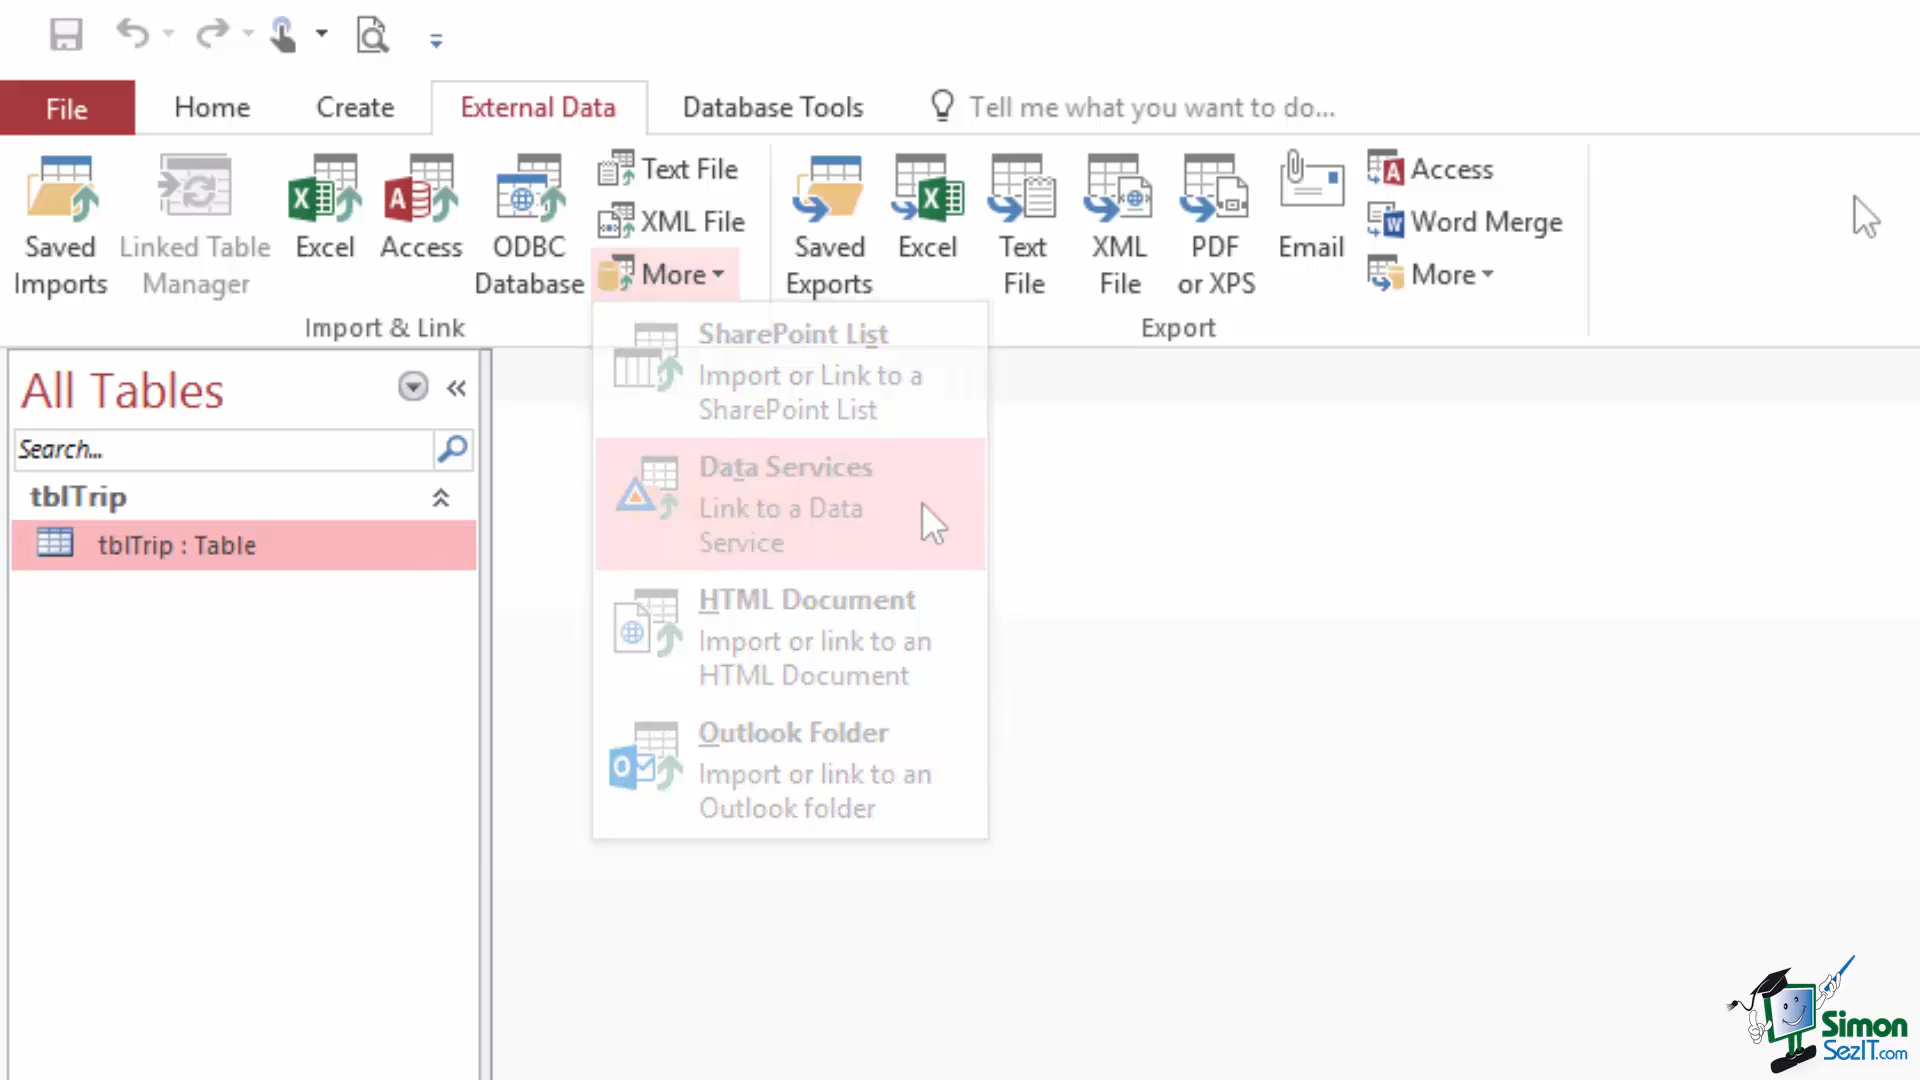 File
Home
Create
External Data
Database Tools
Tell me what you want to do...
Saved
Imports
Linked Table
Manager
Excel
Access
ODBC
Database
Text File
XML File
More
Import & Link
Saved
Exports
Excel
Text
File
XML
File
PDF
or XPS
Email
Access
Word Merge
More
Export
All Tables
Search...
tblTrip
tblTrip : Table
SharePoint List
Import or Link to a
SharePoint List
Data Services
Link to a Data
Service
HTML Document
Import or link to an
HTML Document
Outlook Folder
Import or link to an
Outlook folder
Simon
SezIT.com